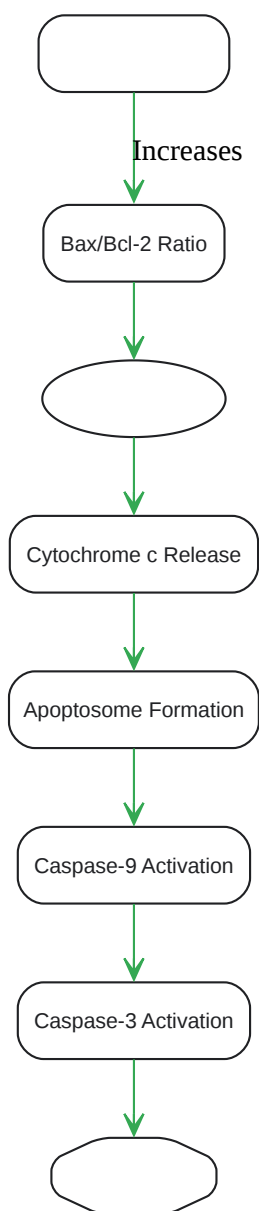 Increases
Bax/Bcl-2 Ratio
Cytochrome c Release
Apoptosome Formation
Caspase-9 Activation
Caspase-3 Activation